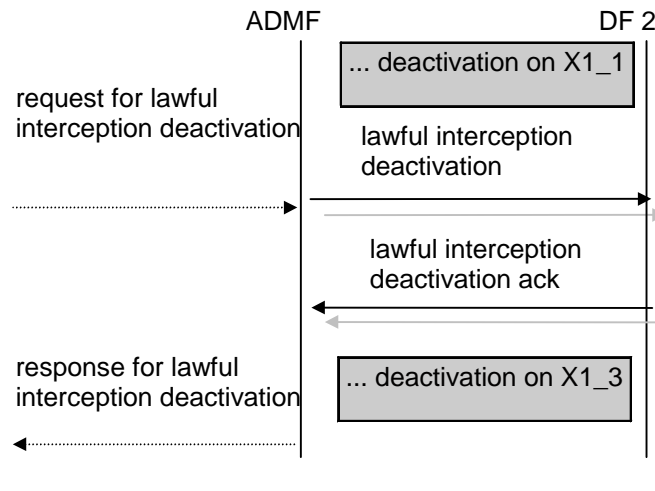 ADMF
DF 2
... deactivation on X1_1
request for lawful
interception deactivation
lawful interception
deactivation
lawful interception
deactivation ack
response for lawful
interception deactivation
... deactivation on X1_3